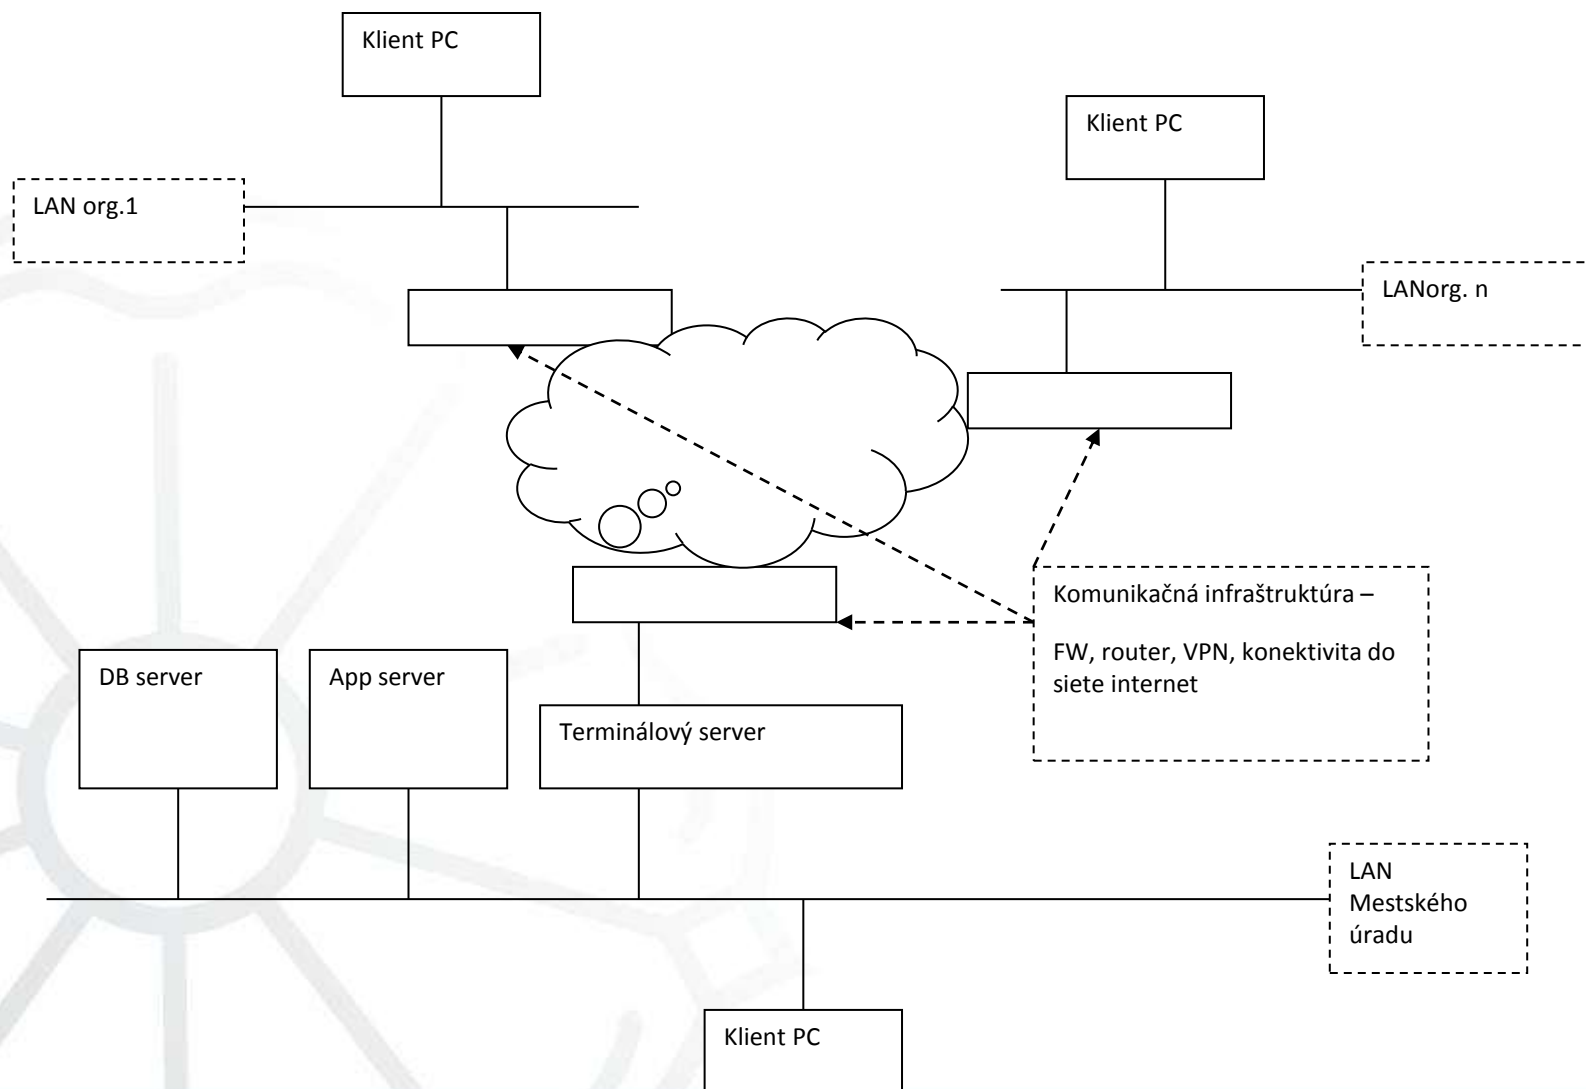 Klient PC
Klient PC
LAN org.1
LANorg. n
Komunikačná infraštruktúra –
FW, router, VPN, konektivita do
siete internet
DB server
App server
Terminálový server
LAN
Mestského
úradu
Klient PC